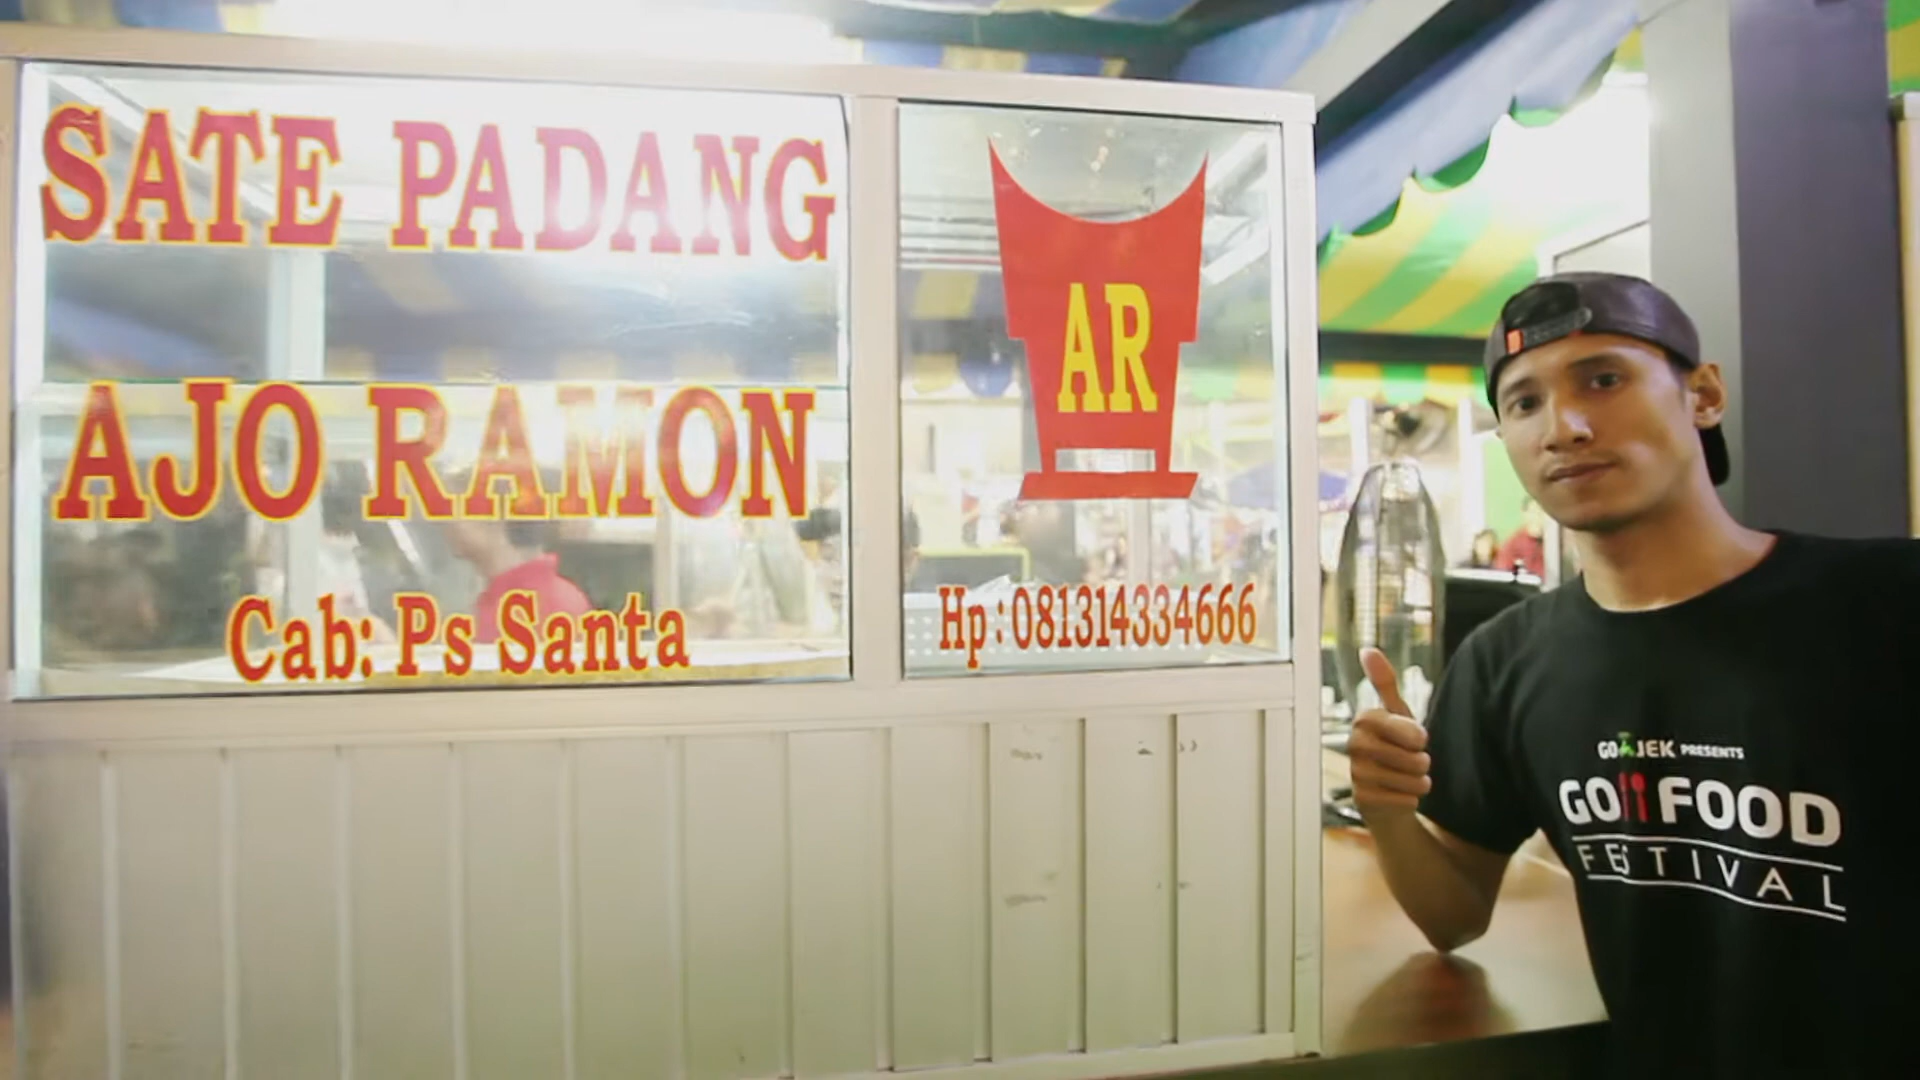 SATE PADANG
AJO RAMON
Cab: Ps Santa
AR
Hp : 081314334666
GOJEK PRESENTS
GO FOOD
FESTIVAL